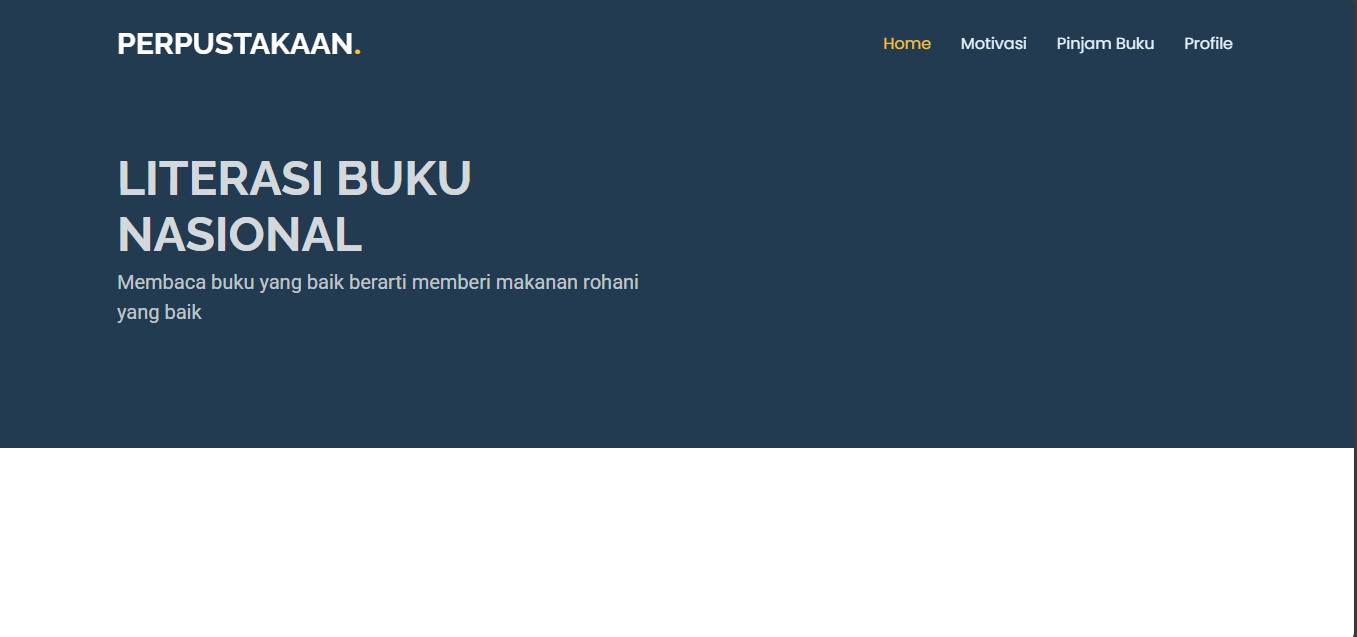 PERPUSTAKAAN.
Home Motivasi Pinjam Buku Profile
LITERASI BUKU
NASIONAL
Membaca buku yang baik berarti memberi makanan rohani
yang baik